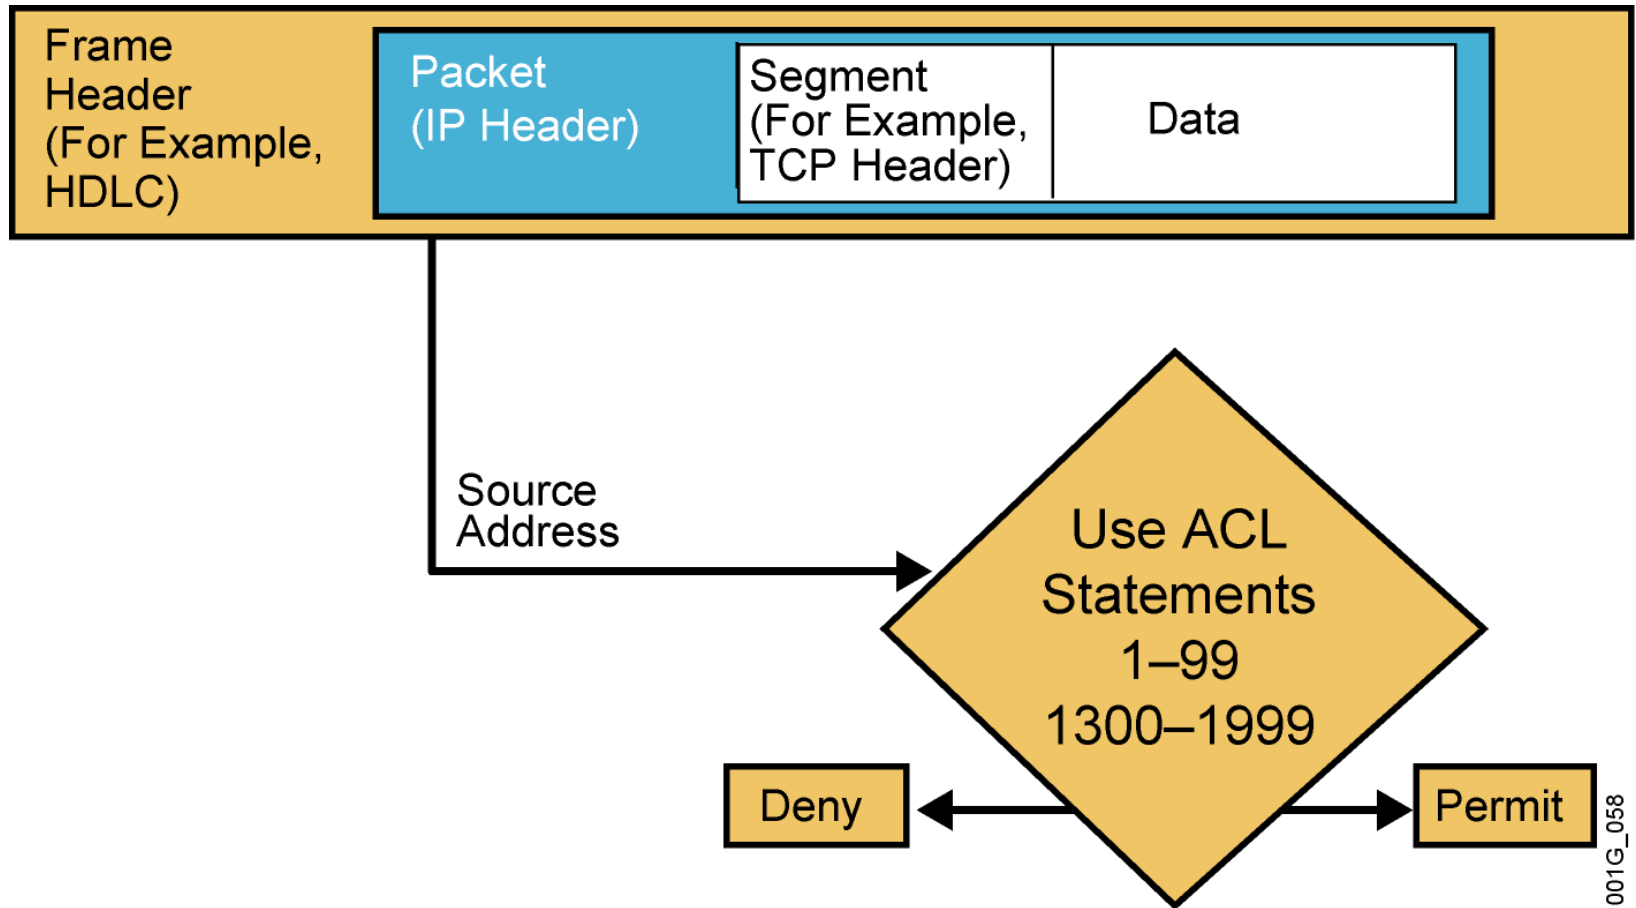 Frame
Header
(For Example,
HDLC)
Packet
(IP Header)
Segment
(For Example,
TCP Header)
Data
Source
Address
Use ACL
Statements
1–99
1300–1999
Deny
Permit
001G_058